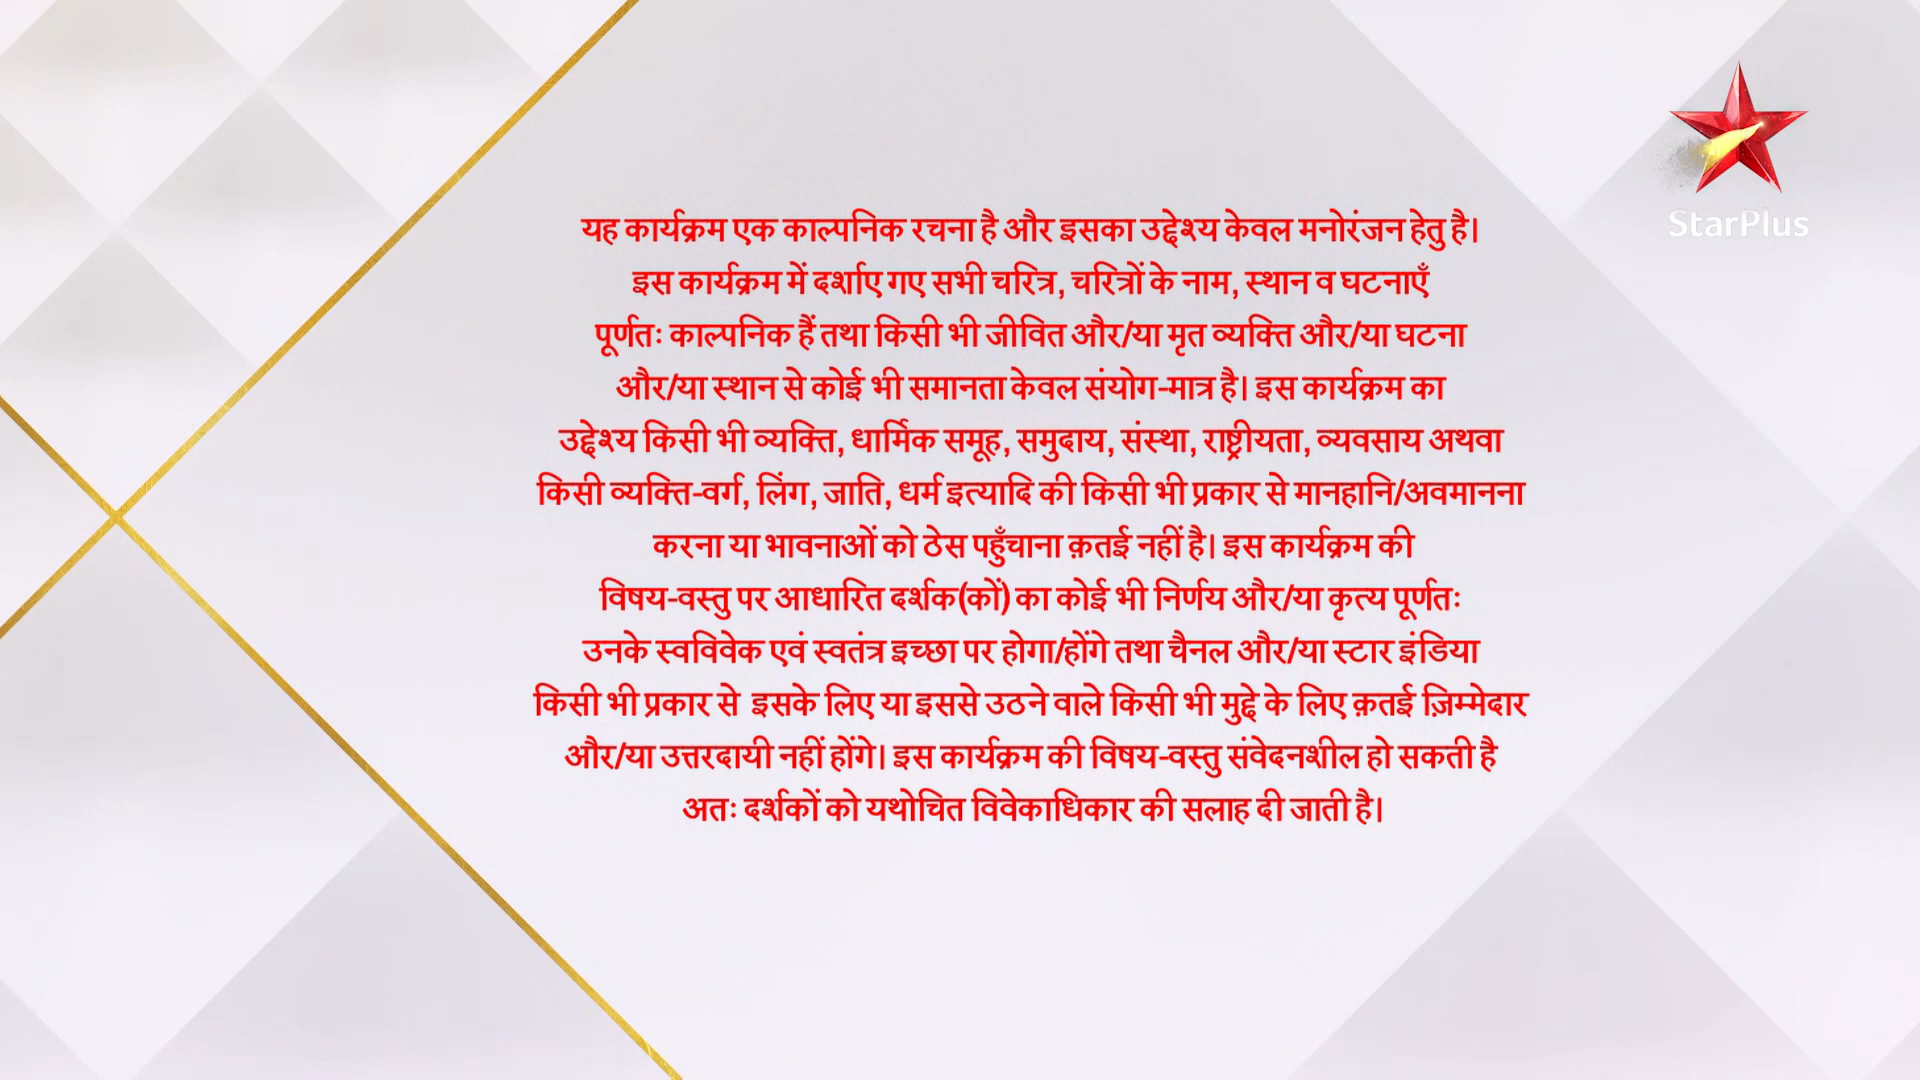 StarPlus
यह कार्यक्रम एक काल्पनिक रचना है और इसका उद्देश्य केवल मनोरंजन हेतु है।
इस कार्यक्रम में दर्शाए गए सभी चरित्र, चरित्रों के नाम, स्थान व घटनाएँ
पूर्णतः काल्पनिक हैं तथा किसी भी जीवित और/या मृत व्यक्ति और/या घटना
और/या स्थान से कोई भी समानता केवल संयोग-मात्र है। इस कार्यक्रम का
उद्देश्य किसी भी व्यक्ति, धार्मिक समूह, समुदाय, संस्था, राष्ट्रीयता, व्यवसाय अथवा
किसी व्यक्ति-वर्ग, लिंग, जाति, धर्म इत्यादि की किसी भी प्रकार से मानहानि/अवमानना
करना या भावनाओं को ठेस पहुँचाना क़तई नहीं है। इस कार्यक्रम की
विषय-वस्तु पर आधारित दर्शक(कों) का कोई भी निर्णय और/या कृत्य पूर्णतः
उनके स्वविवेक एवं स्वतंत्र इच्छा पर होगा/होंगे तथा चैनल और/या स्टार इंडिया
किसी भी प्रकार से इसके लिए या इससे उठने वाले किसी भी मुद्दे के लिए क़तई ज़िम्मेदार
और/या उत्तरदायी नहीं होंगे। इस कार्यक्रम की विषय-वस्तु संवेदनशील हो सकती है
अतः दर्शकों को यथोचित विवेकाधिकार की सलाह दी जाती है।